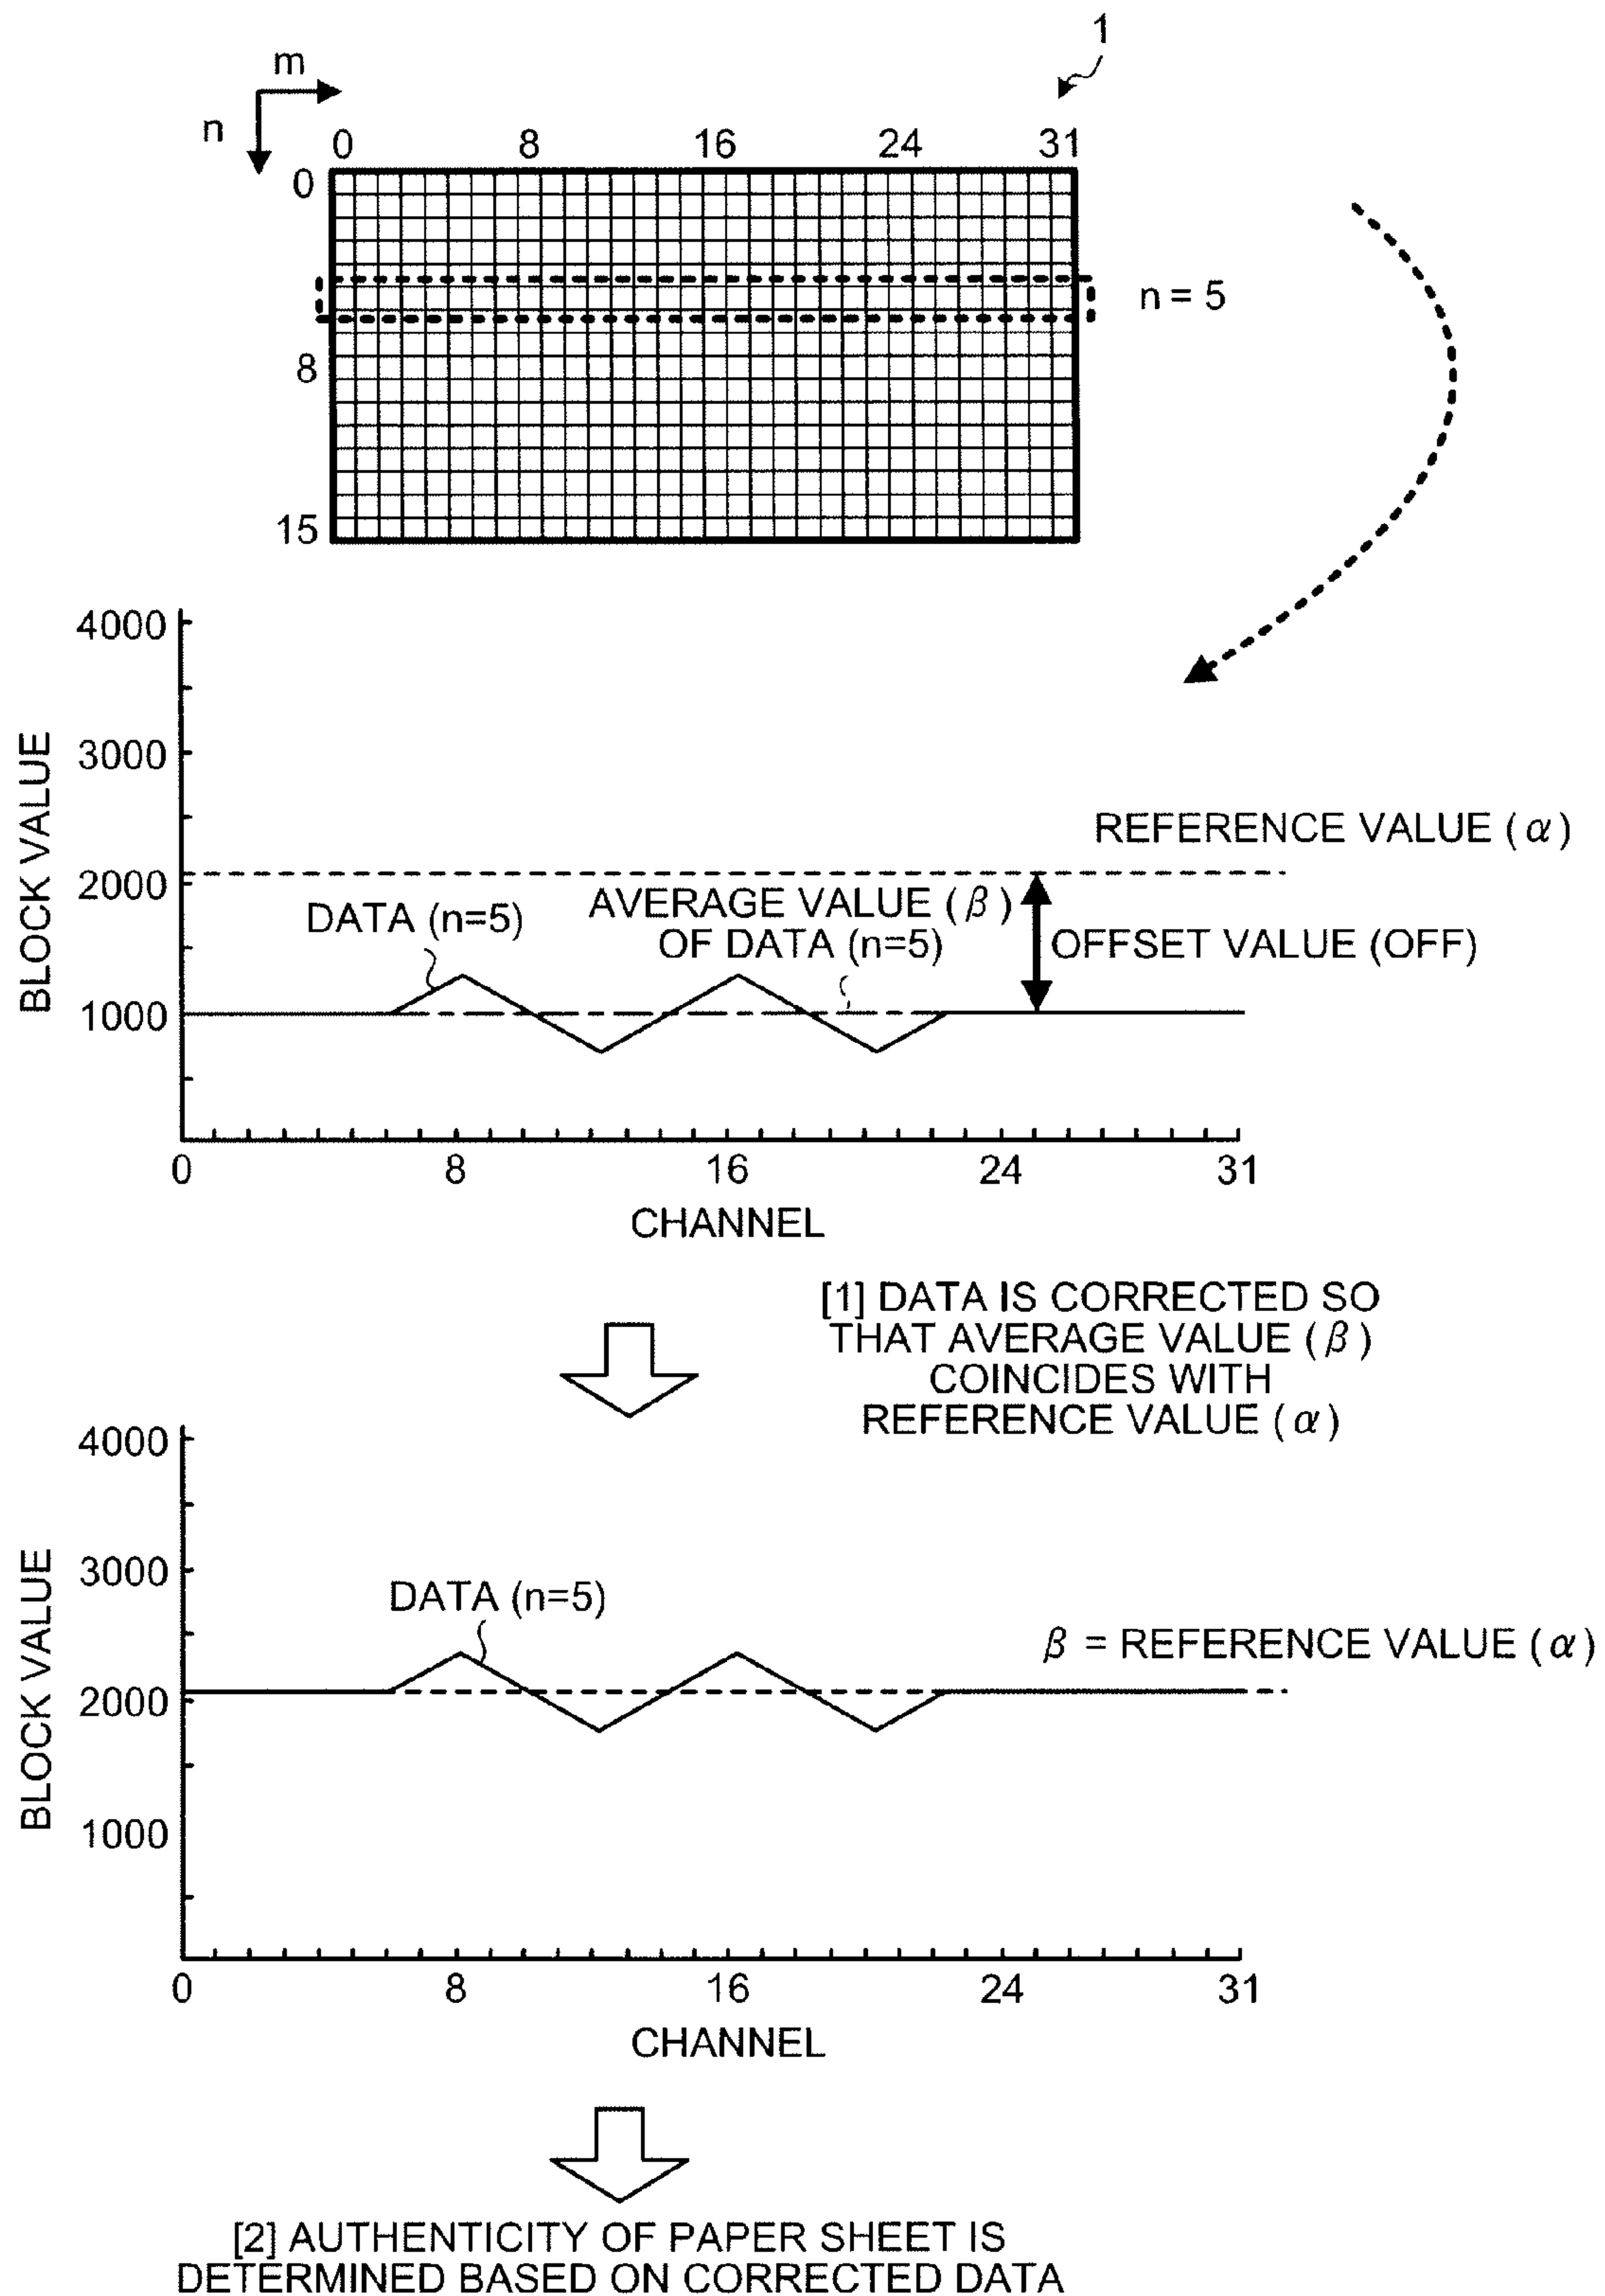 1
m
n
0 8 16 24 31
0
n = 5
8
15
4000
3000
2000
1000
BLOCK VALUE
REFERENCE VALUE (α)
DATA (n=5)
AVERAGE VALUE (β)
OF DATA (n=5)
OFFSET VALUE (OFF)
0 8 16 24 31
CHANNEL
[1] DATA IS CORRECTED SO
THAT AVERAGE VALUE (β)
COINCIDES WITH
REFERENCE VALUE (α)
4000
3000
2000
1000
BLOCK VALUE
DATA (n=5)
β = REFERENCE VALUE (α)
0 8 16 24 31
CHANNEL
[2] AUTHENTICITY OF PAPER SHEET IS
DETERMINED BASED ON CORRECTED DATA